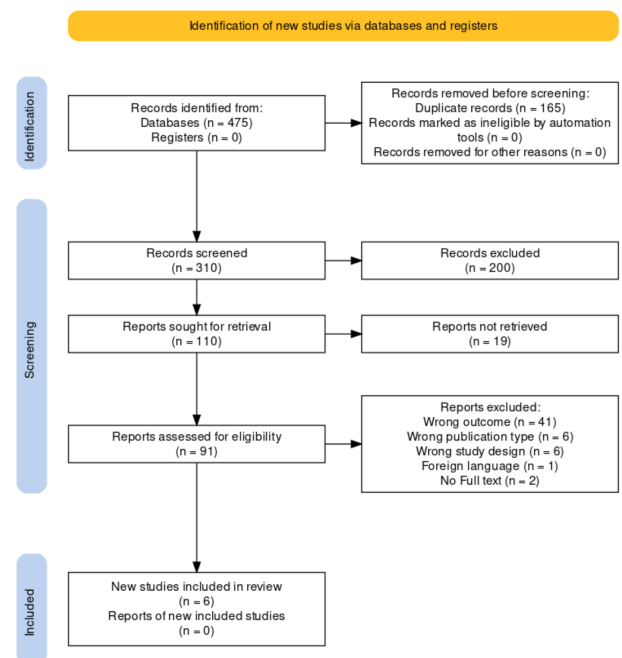 Identification of new studies via databases and registers
Identification
Records identified from:
Databases (n = 475)
Registers (n = 0)
Records removed before screening:
Duplicate records (n = 165)
Records marked as ineligible by automation
tools (n = 0)
Records removed for other reasons (n = 0)
Screening
Records screened
(n = 310)
Records excluded
(n = 200)
Reports sought for retrieval
(n = 110)
Reports not retrieved
(n = 19)
Reports assessed for eligibility
(n = 91)
Reports excluded:
Wrong outcome (n = 41)
Wrong publication type (n = 6)
Wrong study design (n = 6)
Foreign language (n = 1)
No Full text (n = 2)
Included
New studies included in review
(n = 6)
Reports of new included studies
(n = 0)